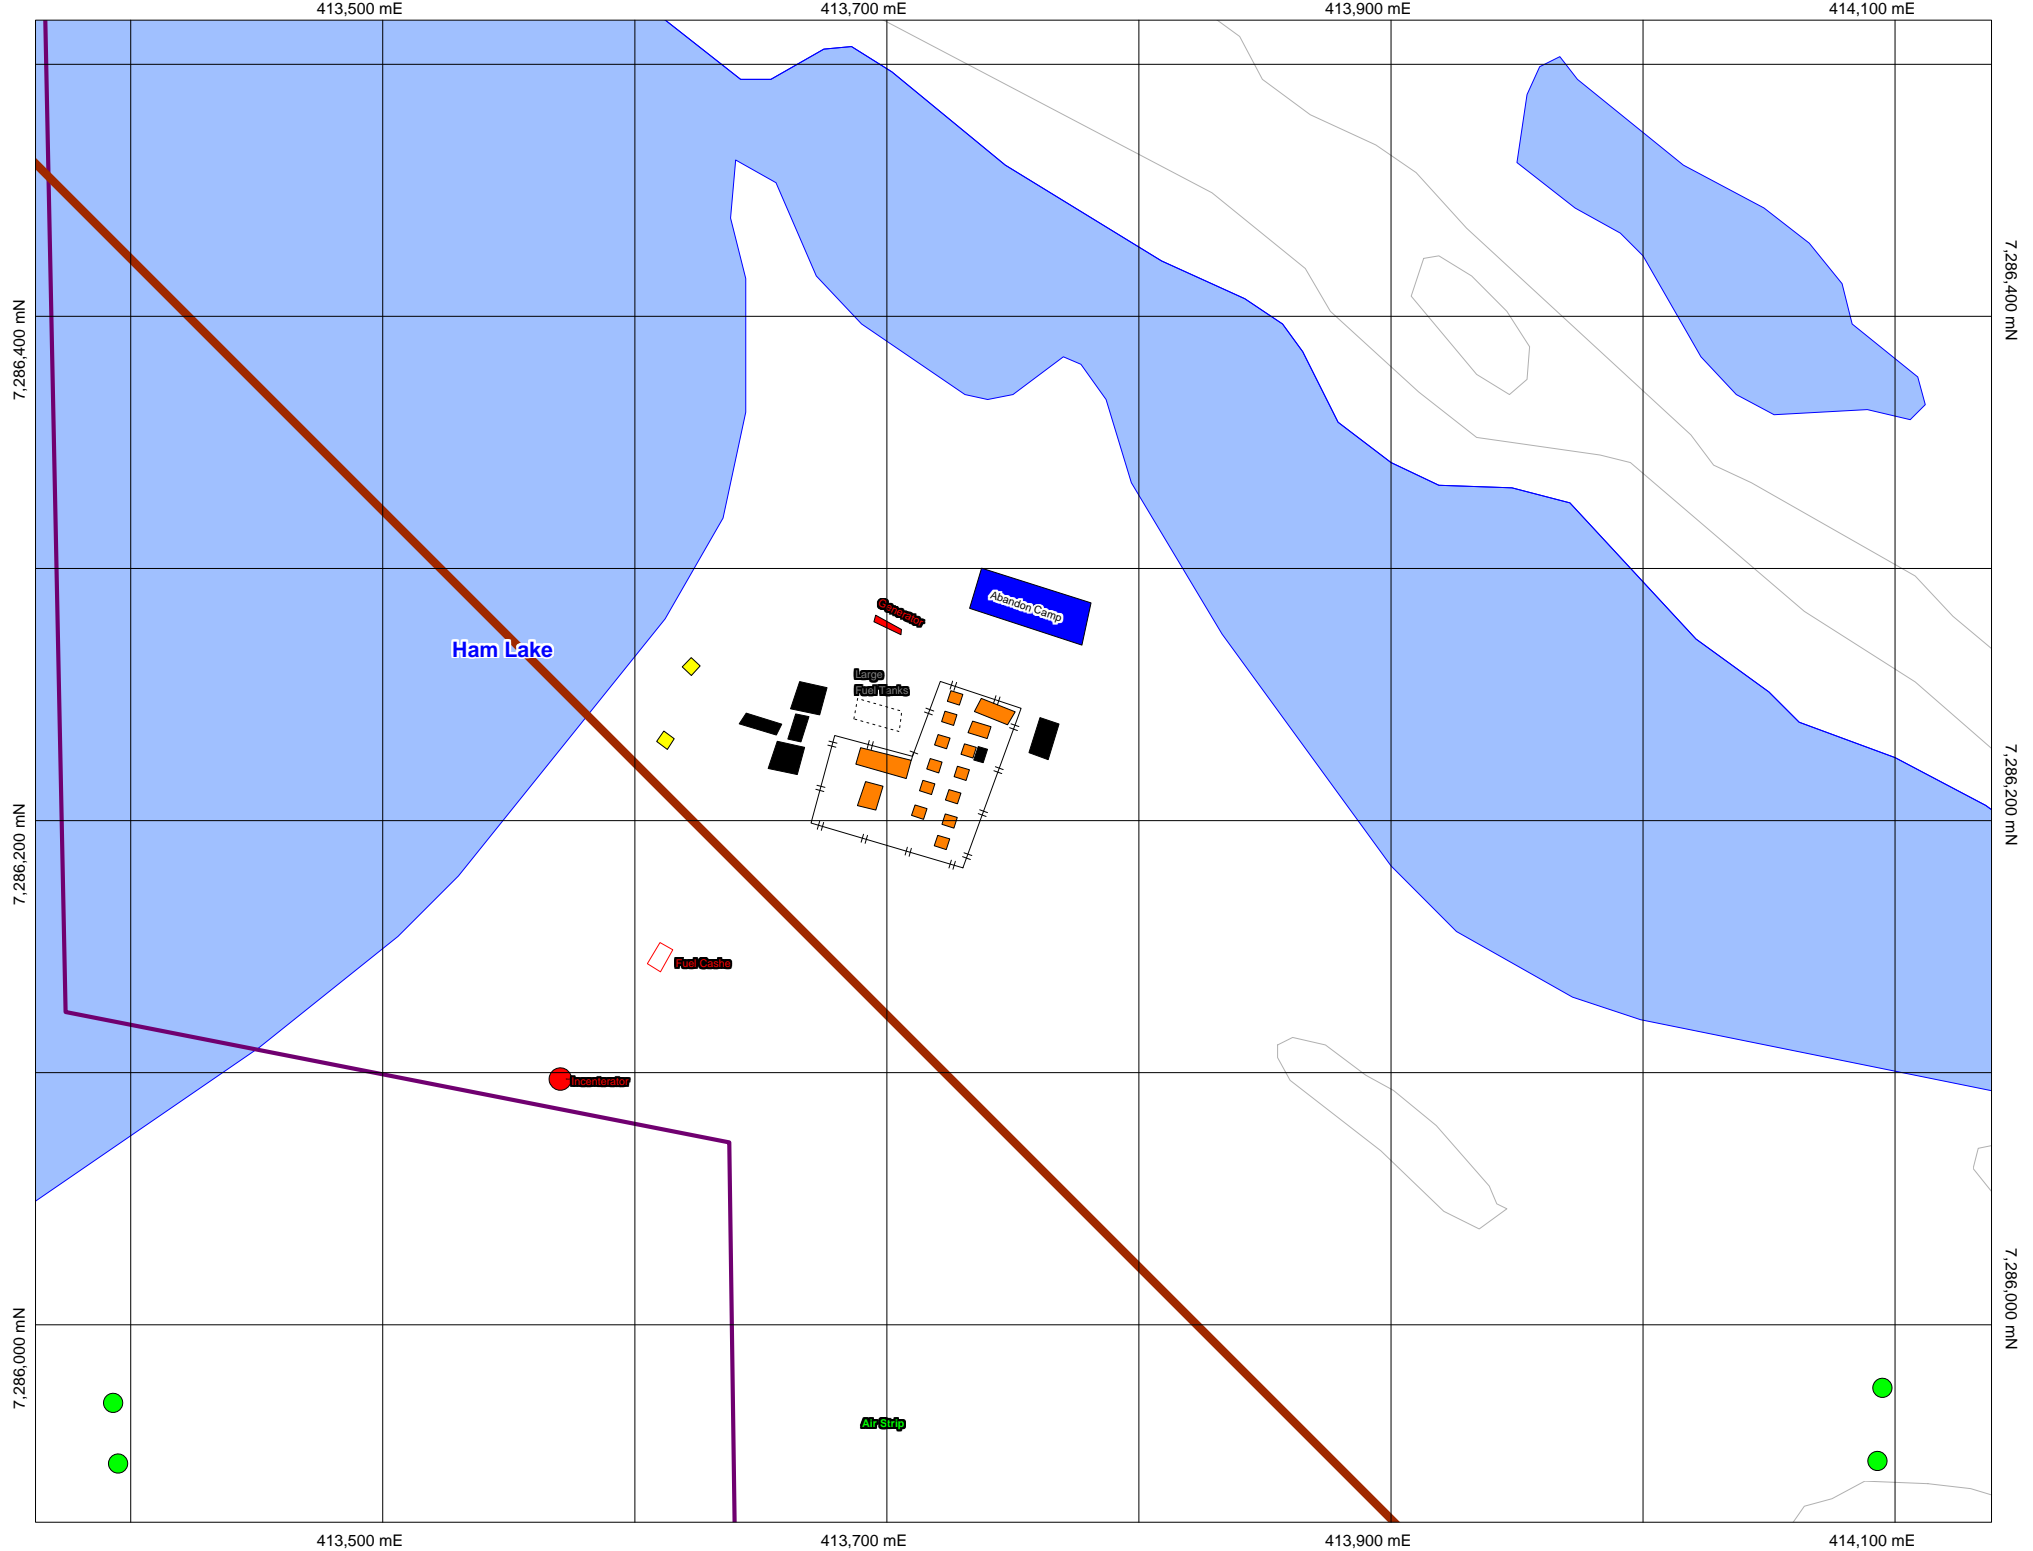 413,500 mE
413,700 mE
413,900 mE
414,100 mE
7,286,400 mN
7,286,400 mN
Generator
Abandon Camp
Ham Lake
Large
Fuel Tanks
7,286,200 mN
7,286,200 mN
Fuel Cashe
Incenterator
7,286,000 mN
7,286,000 mN
Air Strip
413,500 mE
413,700 mE
413,900 mE
414,100 mE